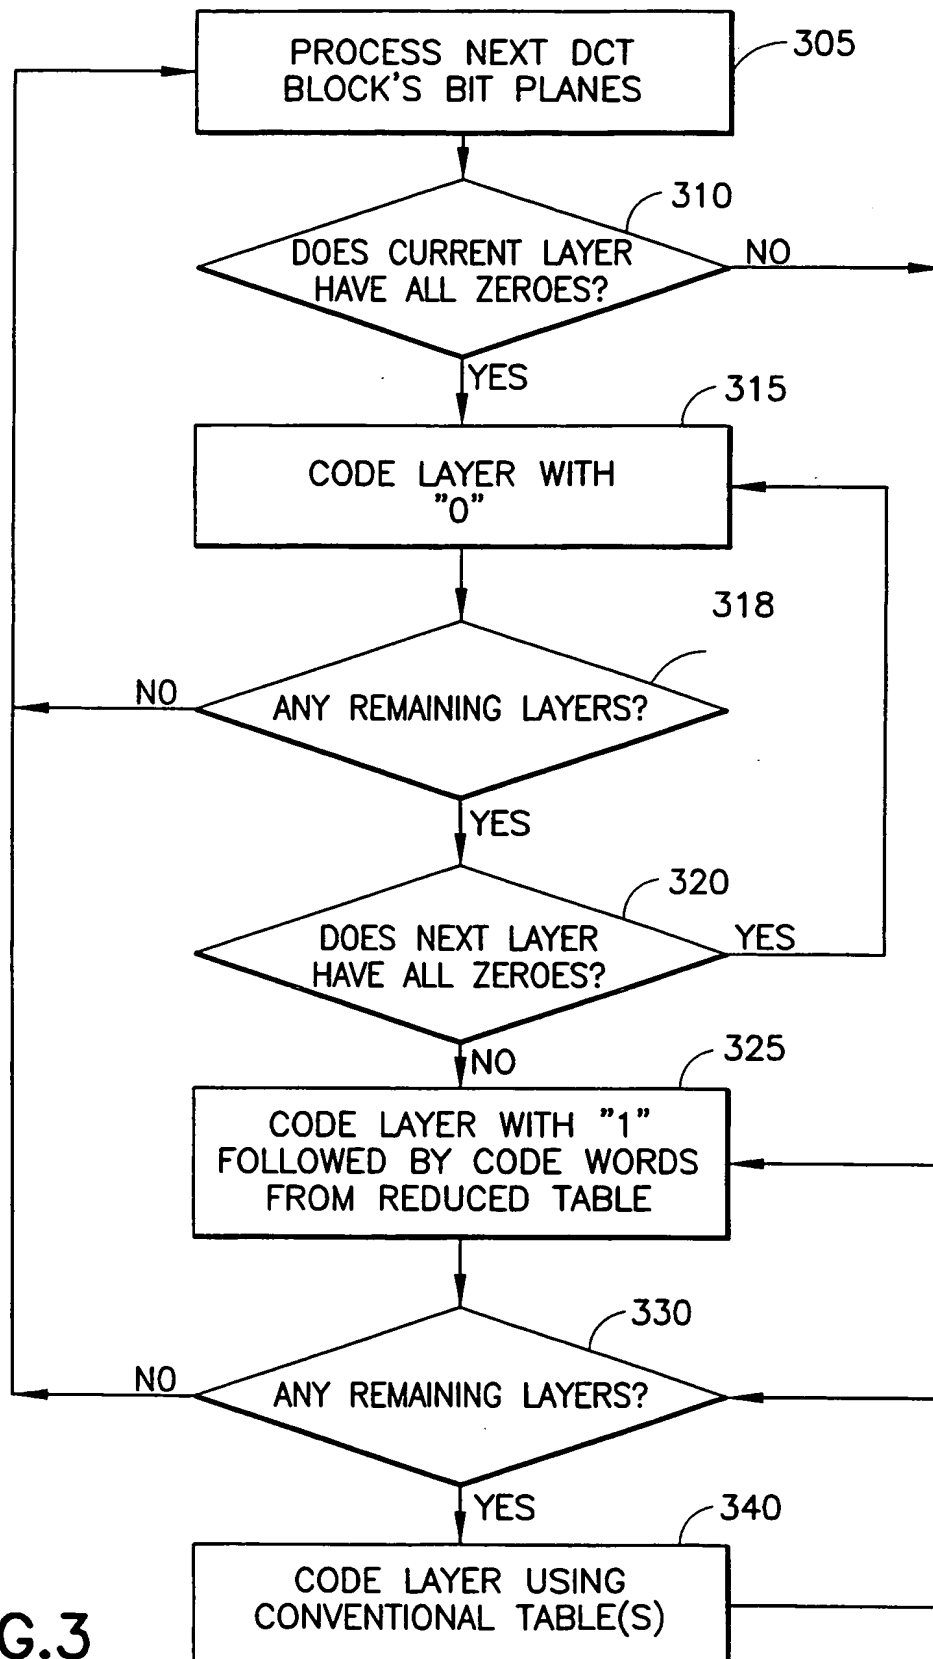 PROCESS NEXT DCT
BLOCK'S BIT PLANES
305
310
DOES CURRENT LAYER
HAVE ALL ZEROES?
NO
YES
315
CODE LAYER WITH
"0"
318
ANY REMAINING LAYERS?
NO
YES
320
DOES NEXT LAYER
HAVE ALL ZEROES?
YES
NO
325
CODE LAYER WITH "1"
FOLLOWED BY CODE WORDS
FROM REDUCED TABLE
330
ANY REMAINING LAYERS?
NO
YES
340
CODE LAYER USING
CONVENTIONAL TABLE(S)
G.3